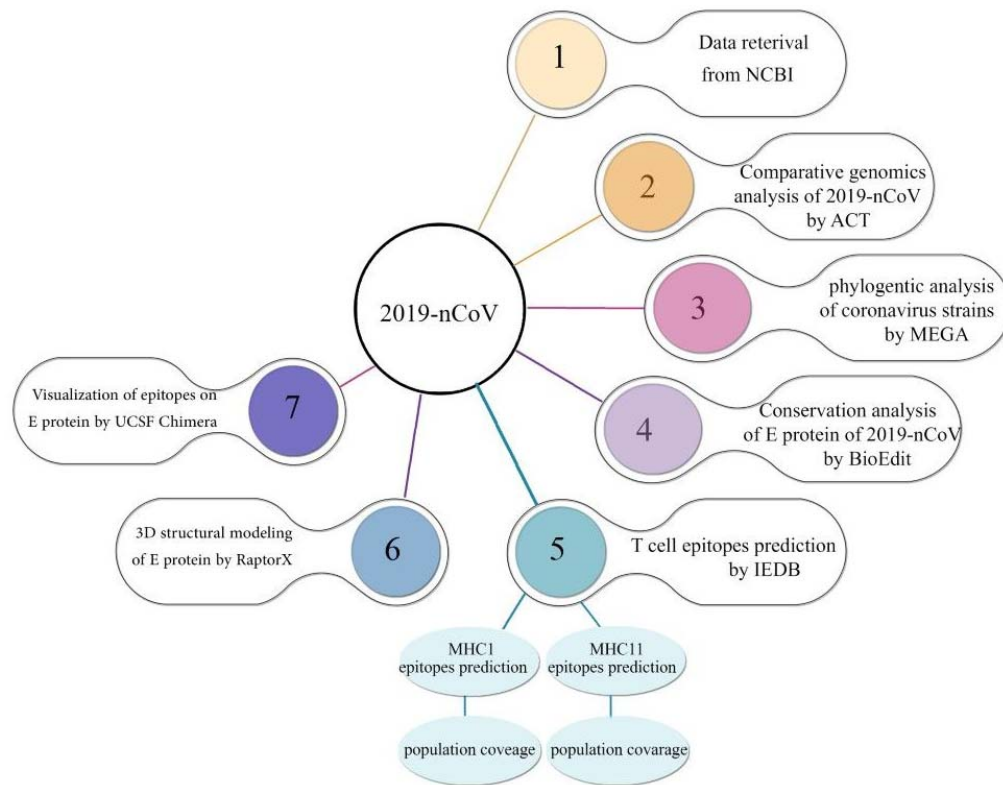 2019-nCoV
1
Data reterival
from NCBI
2
Comparative genomics
analysis of 2019-nCoV
by ACT
3
phylogentic analysis
of coronavirus strains
by MEGA
4
Conservation analysis
of E protein of 2019-nCoV
by BioEdit
5
T cell epitopes prediction
by IEDB
MHC1
epitopes prediction
population coveage
MHC11
epitopes prediction
population covarage
6
3D structural modeling
of E protein by RaptorX
7
Visualization of epitopes on
E protein by UCSF Chimera